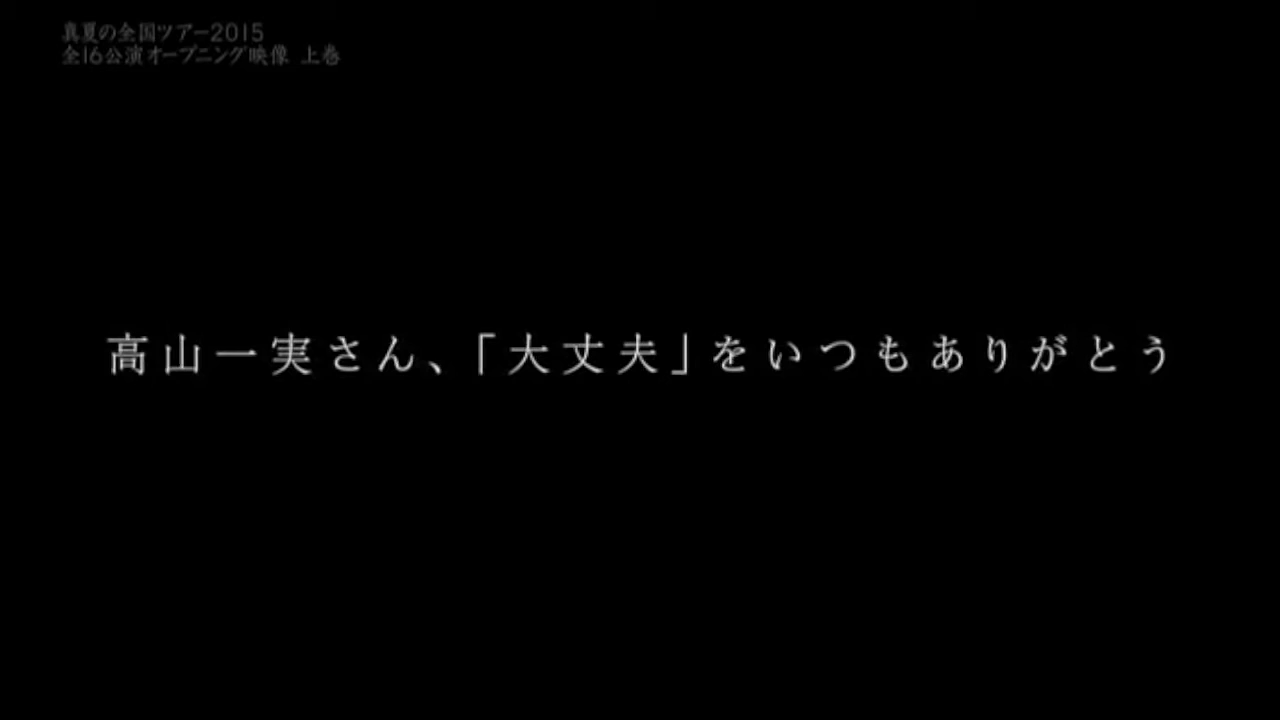 真夏の全国ツアー2015
全16公演オープニング映像 上巻
高山一実さん、「大丈夫」をいつもありがとう